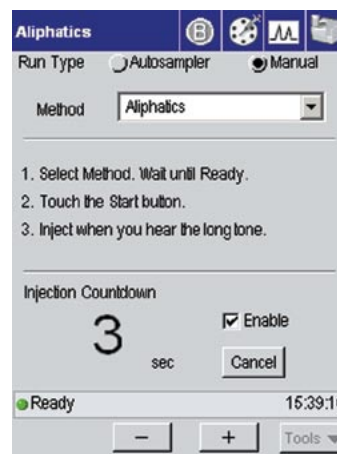 Aliphatics B
Run Type Autosampler Manual
Method Aliphatics
1. Select Method. Wait until Ready.
2. Touch the Start button.
3. Inject when you hear the long tone.
Injection Countdown
Enable
3 sec Cancel
Ready 15:39:1
− + Tools